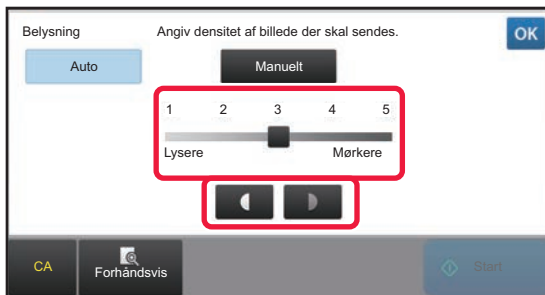 Belysning
Angiv densitet af billede der skal sendes.
OK
Auto
Manuelt
1 2 3 4 5
Lysere
Mørkere
CA
Forhåndsvis
Start